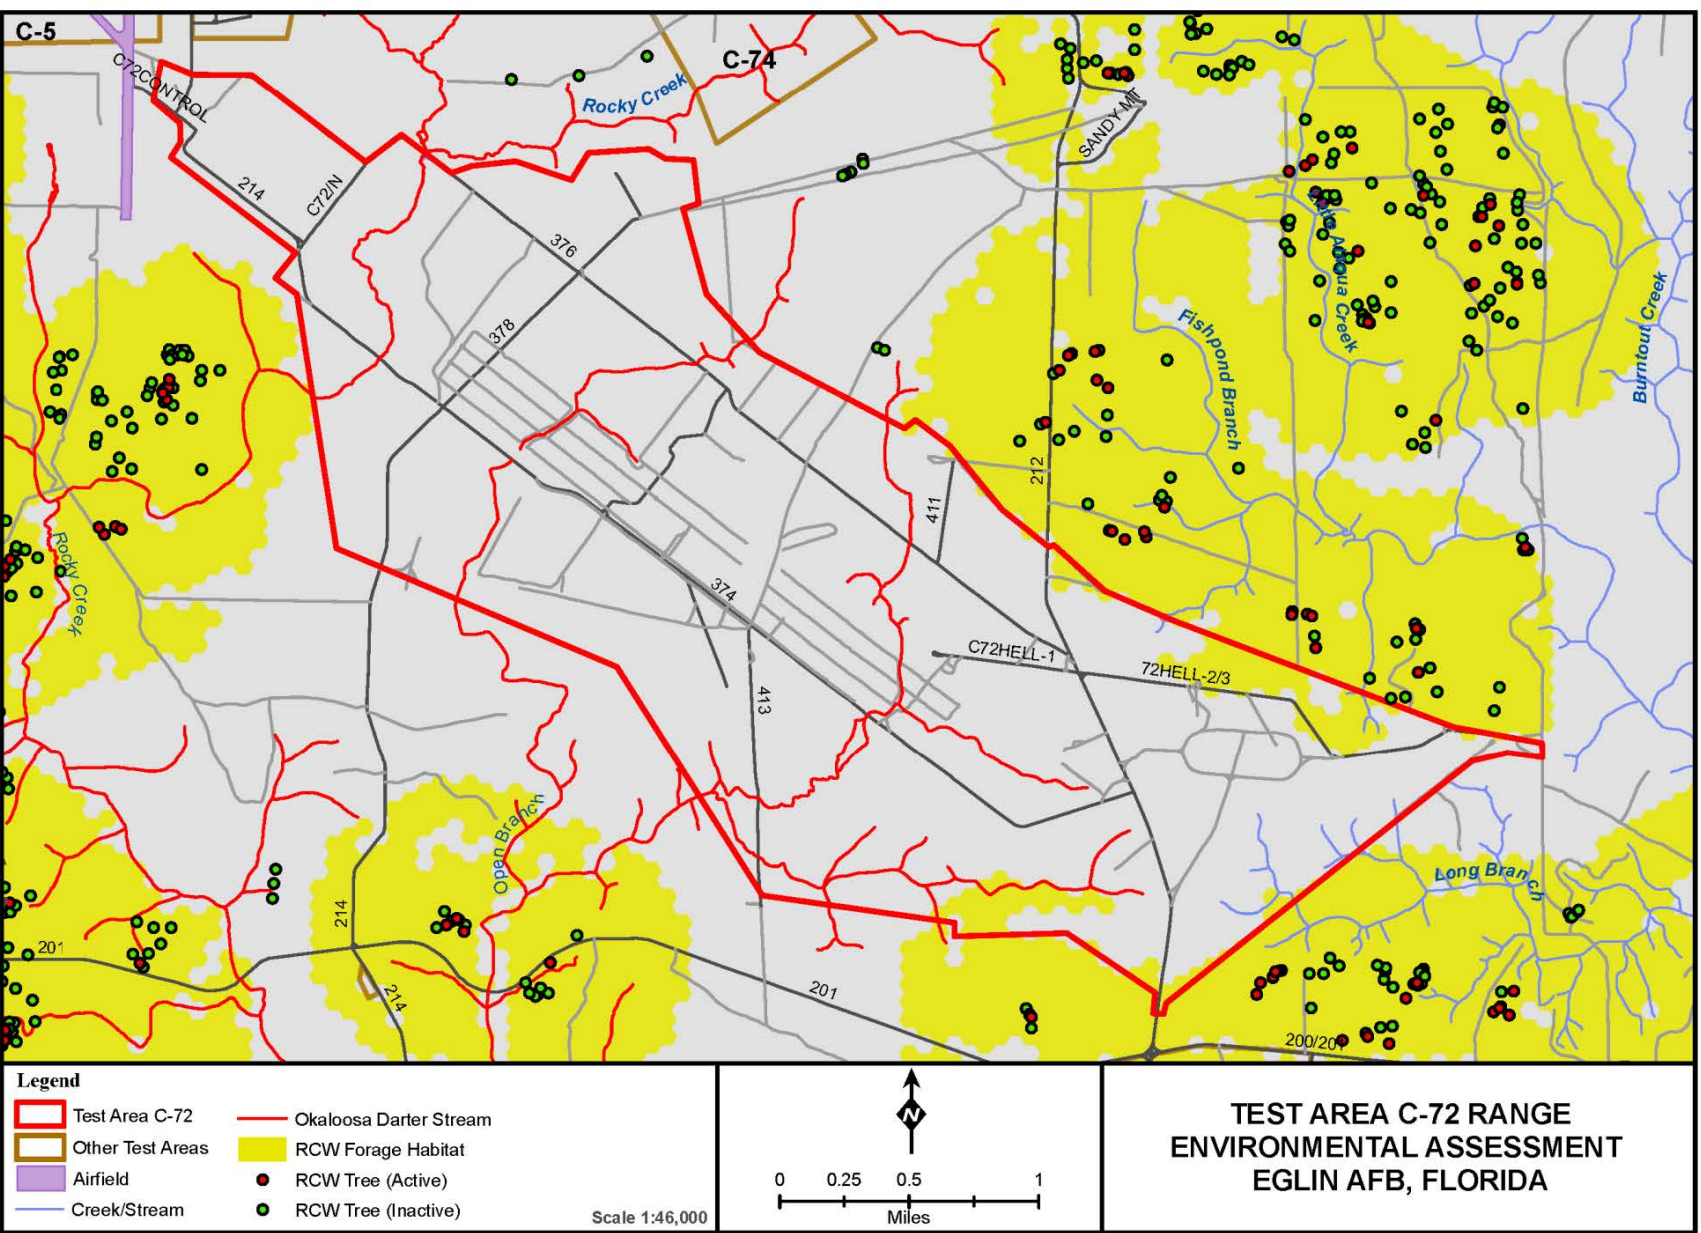 C-5
C-74
C72CONTROL
Rocky Creek
SANDY MT
214
C72/N
376
378
Fishpond Branch
Burntout Creek
212
411
Rocky Creek
374
C72HELL-1
72HELL-2/3
413
Open Branch
Long Branch
214
201
214
201
200/201
Legend
Test Area C-72
Other Test Areas
Airfield
Creek/Stream
Okaloosa Darter Stream
RCW Forage Habitat
RCW Tree (Active)
RCW Tree (Inactive)
Scale 1:46,000
N
0 0.25 0.5 1
Miles
TEST AREA C-72 RANGE
ENVIRONMENTAL ASSESSMENT
EGLIN AFB, FLORIDA